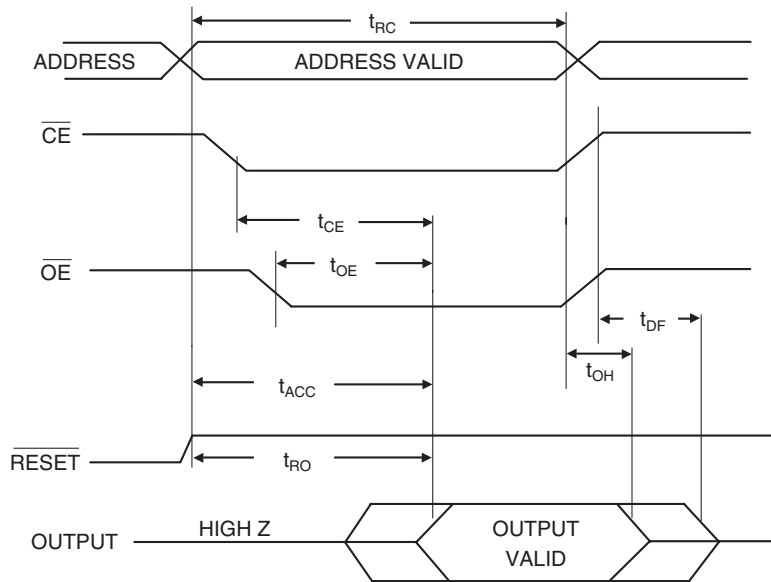 tRC
ADDRESS
ADDRESS VALID
CE
tCE
tOE
OE
tDF
tOH
tACC
RESET
tRO
HIGH Z
OUTPUT
OUTPUT
VALID